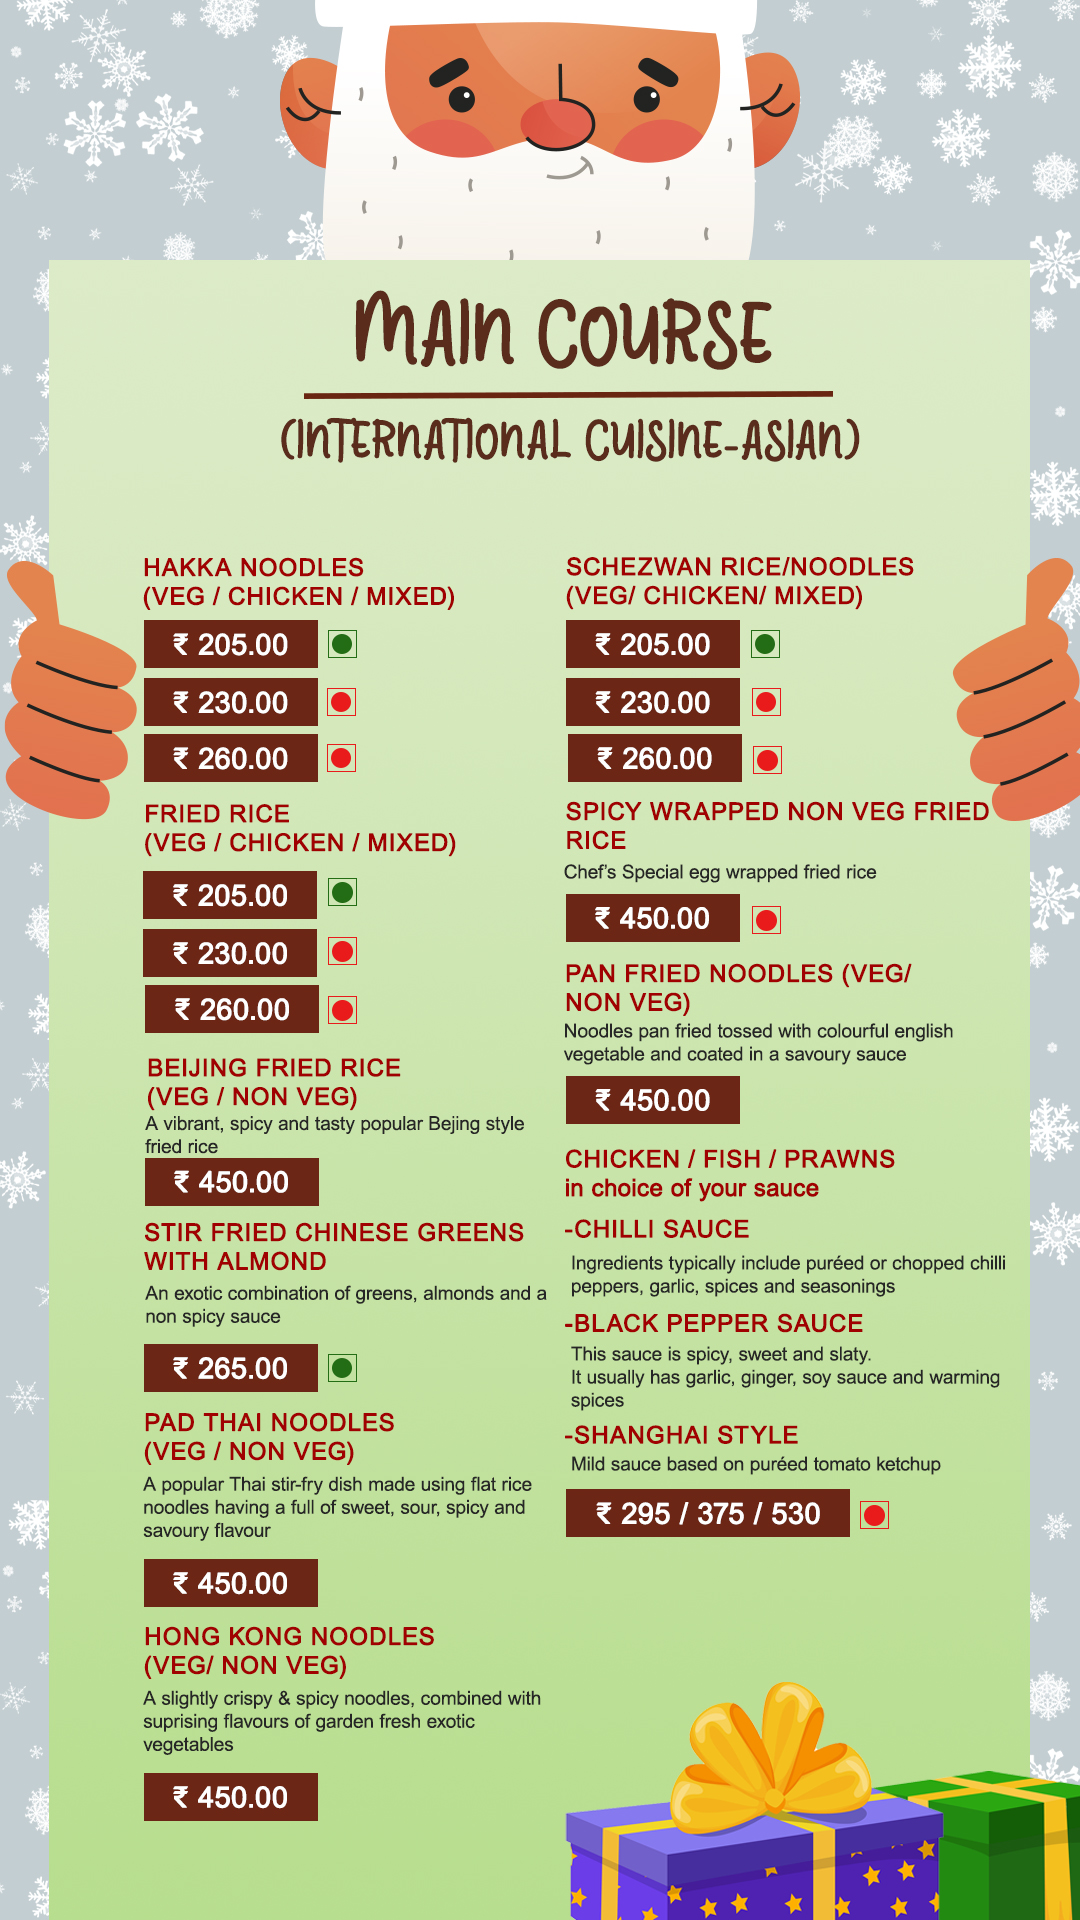 MAIN COURSE
(INTERNATIONAL CUISINE-ASIAN)
HAKKA NOODLES
(VEG / CHICKEN / MIXED)
₹ 205.00
₹ 230.00
₹ 260.00
FRIED RICE
(VEG / CHICKEN / MIXED)
₹ 205.00
₹ 230.00
₹ 260.00
BEIJING FRIED RICE
(VEG / NON VEG)
A vibrant, spicy and tasty popular Bejing style
fried rice
₹ 450.00
STIR FRIED CHINESE GREENS
WITH ALMOND
An exotic combination of greens, almonds and a
non spicy sauce
₹ 265.00
PAD THAI NOODLES
(VEG / NON VEG)
A popular Thai stir-fry dish made using flat rice
noodles having a full of sweet, sour, spicy and
savoury flavour
₹ 450.00
HONG KONG NOODLES
(VEG/ NON VEG)
A slightly crispy & spicy noodles, combined with
suprising flavours of garden fresh exotic
vegetables
₹ 450.00
SCHEZWAN RICE/NOODLES
(VEG/ CHICKEN/ MIXED)
₹ 205.00
₹ 230.00
₹ 260.00
SPICY WRAPPED NON VEG FRIED
RICE
Chef's Special egg wrapped fried rice
₹ 450.00
PAN FRIED NOODLES (VEG/
NON VEG)
Noodles pan fried tossed with colourful english
vegetable and coated in a savoury sauce
₹ 450.00
CHICKEN / FISH / PRAWNS
in choice of your sauce
-CHILLI SAUCE
Ingredients typically include puréed or chopped chilli
peppers, garlic, spices and seasonings
-BLACK PEPPER SAUCE
This sauce is spicy, sweet and slaty.
It usually has garlic, ginger, soy sauce and warming
spices
-SHANGHAI STYLE
Mild sauce based on puréed tomato ketchup
₹ 295 / 375 / 530